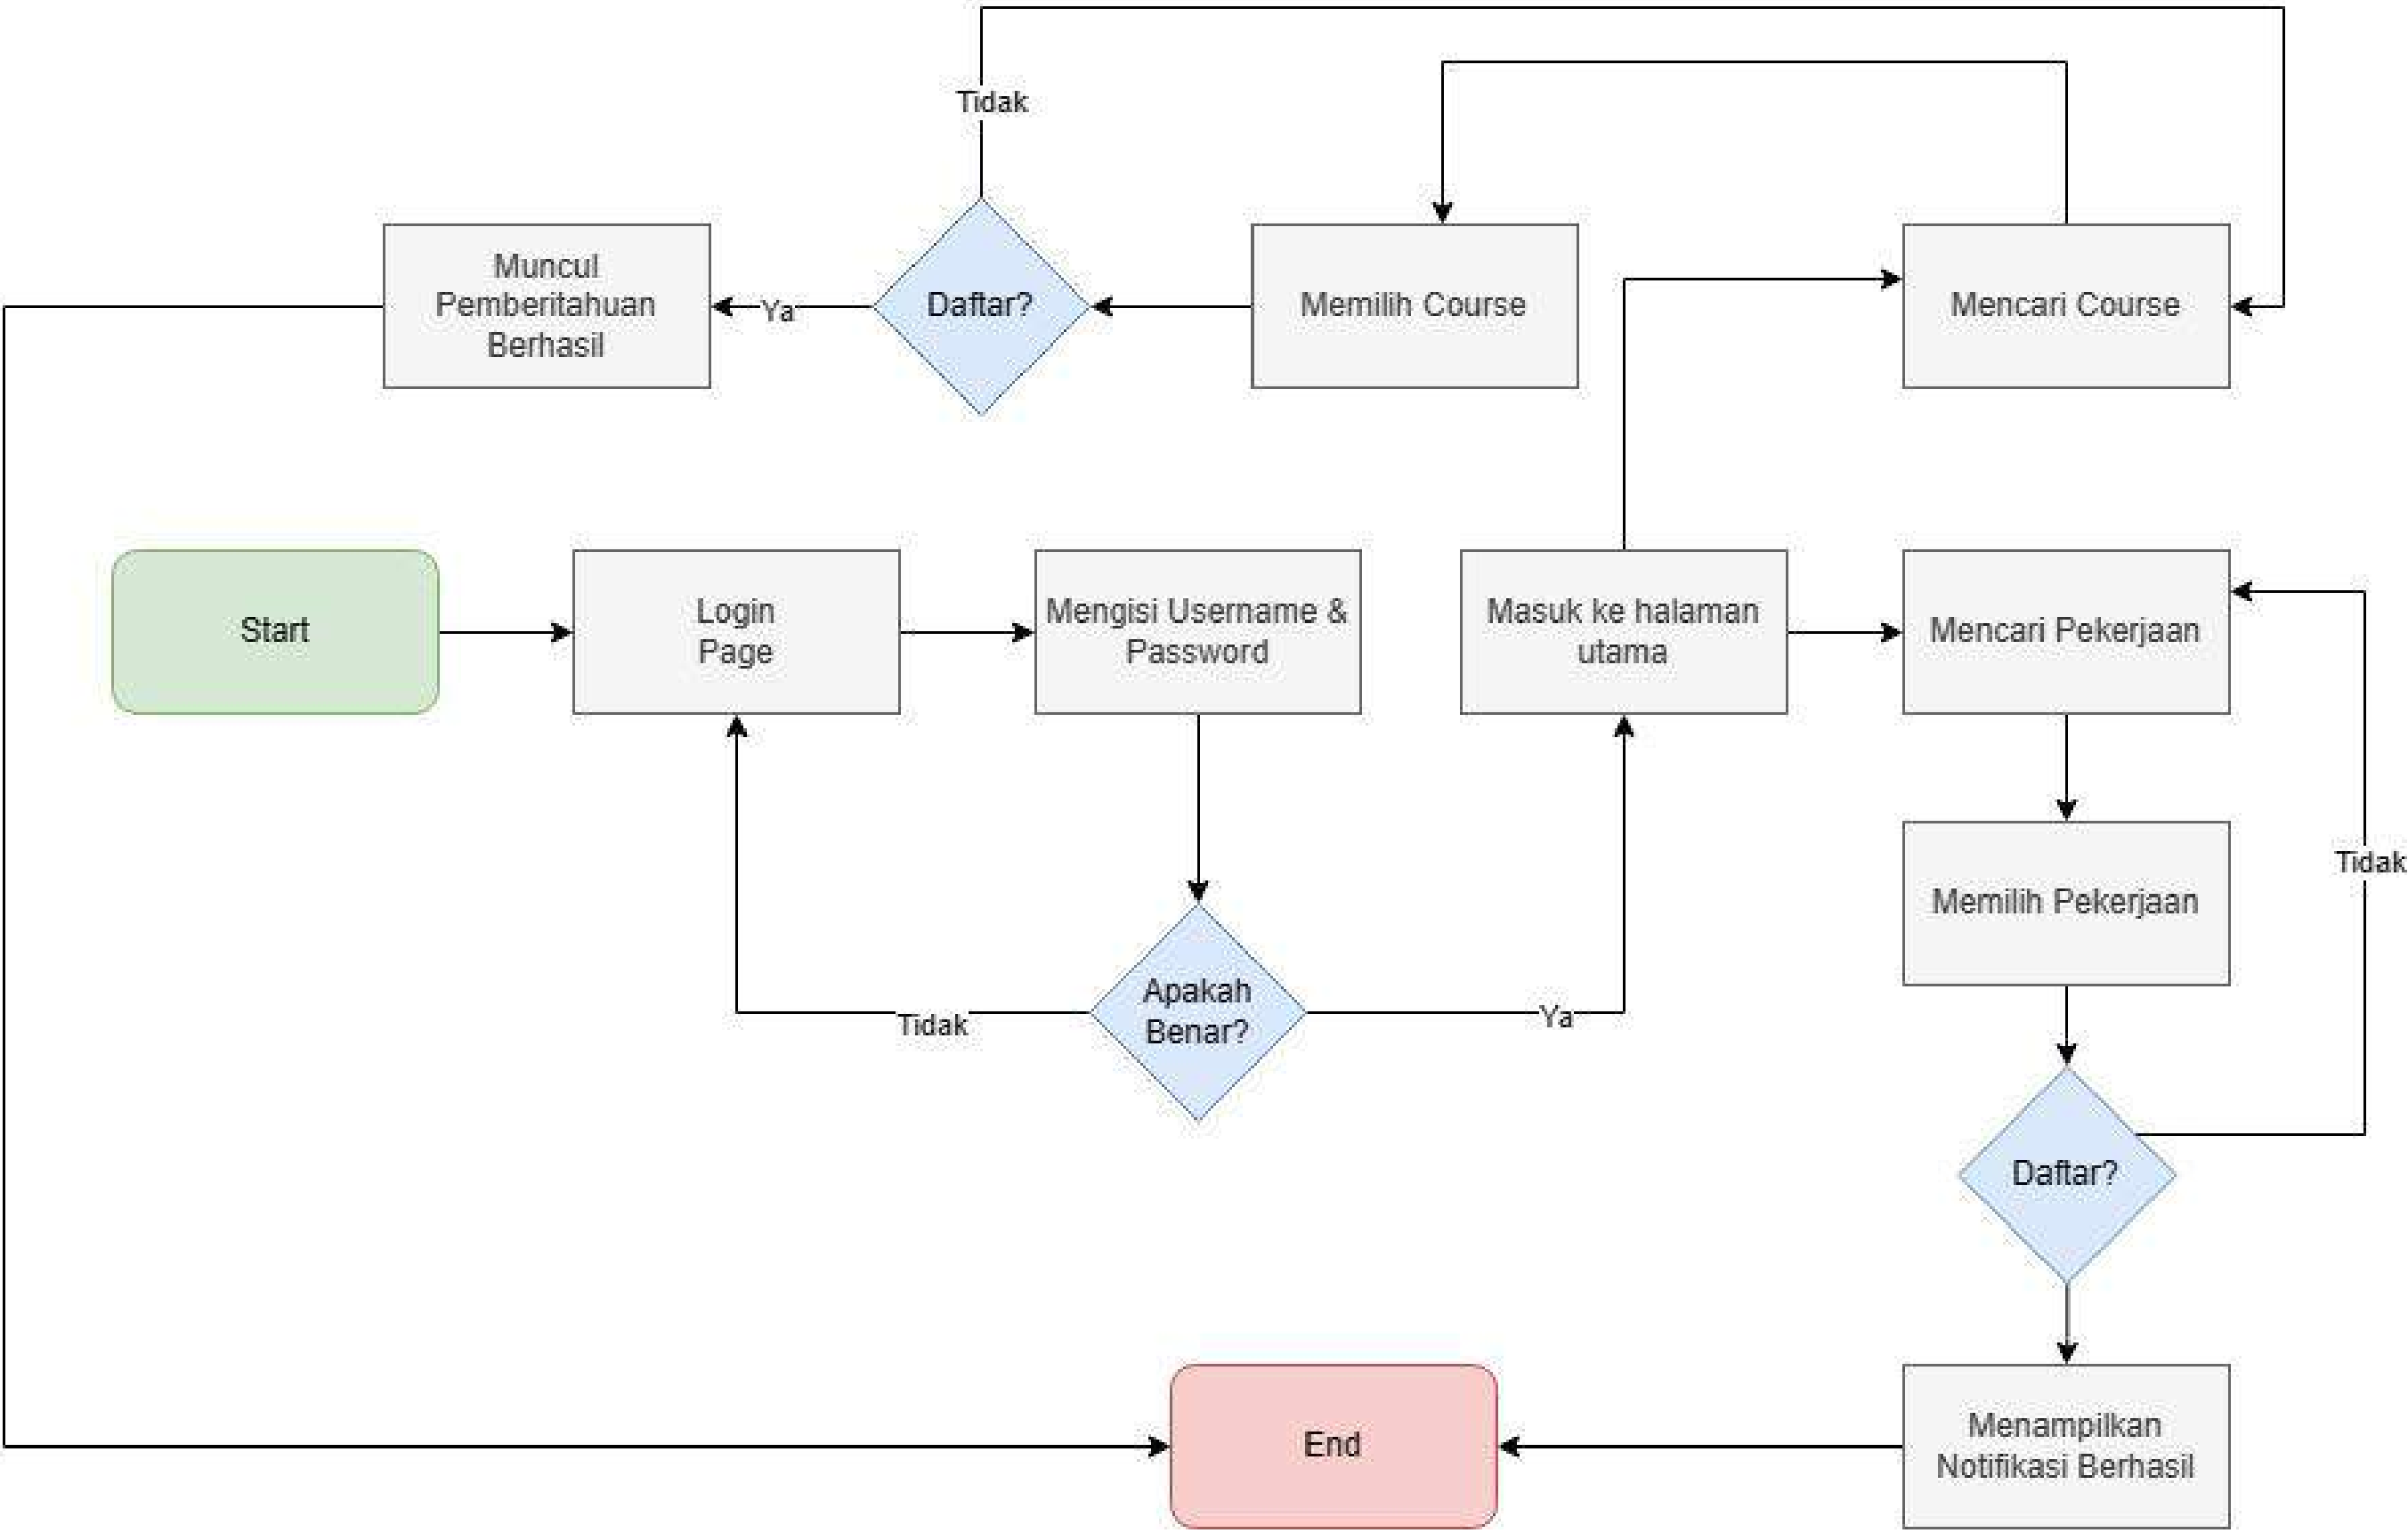 Tidak
Muncul
Pemberitahuan
Berhasil
Ya
Daftar?
Memilih Course
Mencari Course
Start
Login
Page
Mengisi Username &
Password
Masuk ke halaman
utama
Mencari Pekerjaan
Tidak
Memilih Pekerjaan
Apakah
Benar?
Tidak
Ya
Daftar?
End
Menampilkan
Notifikasi Berhasil